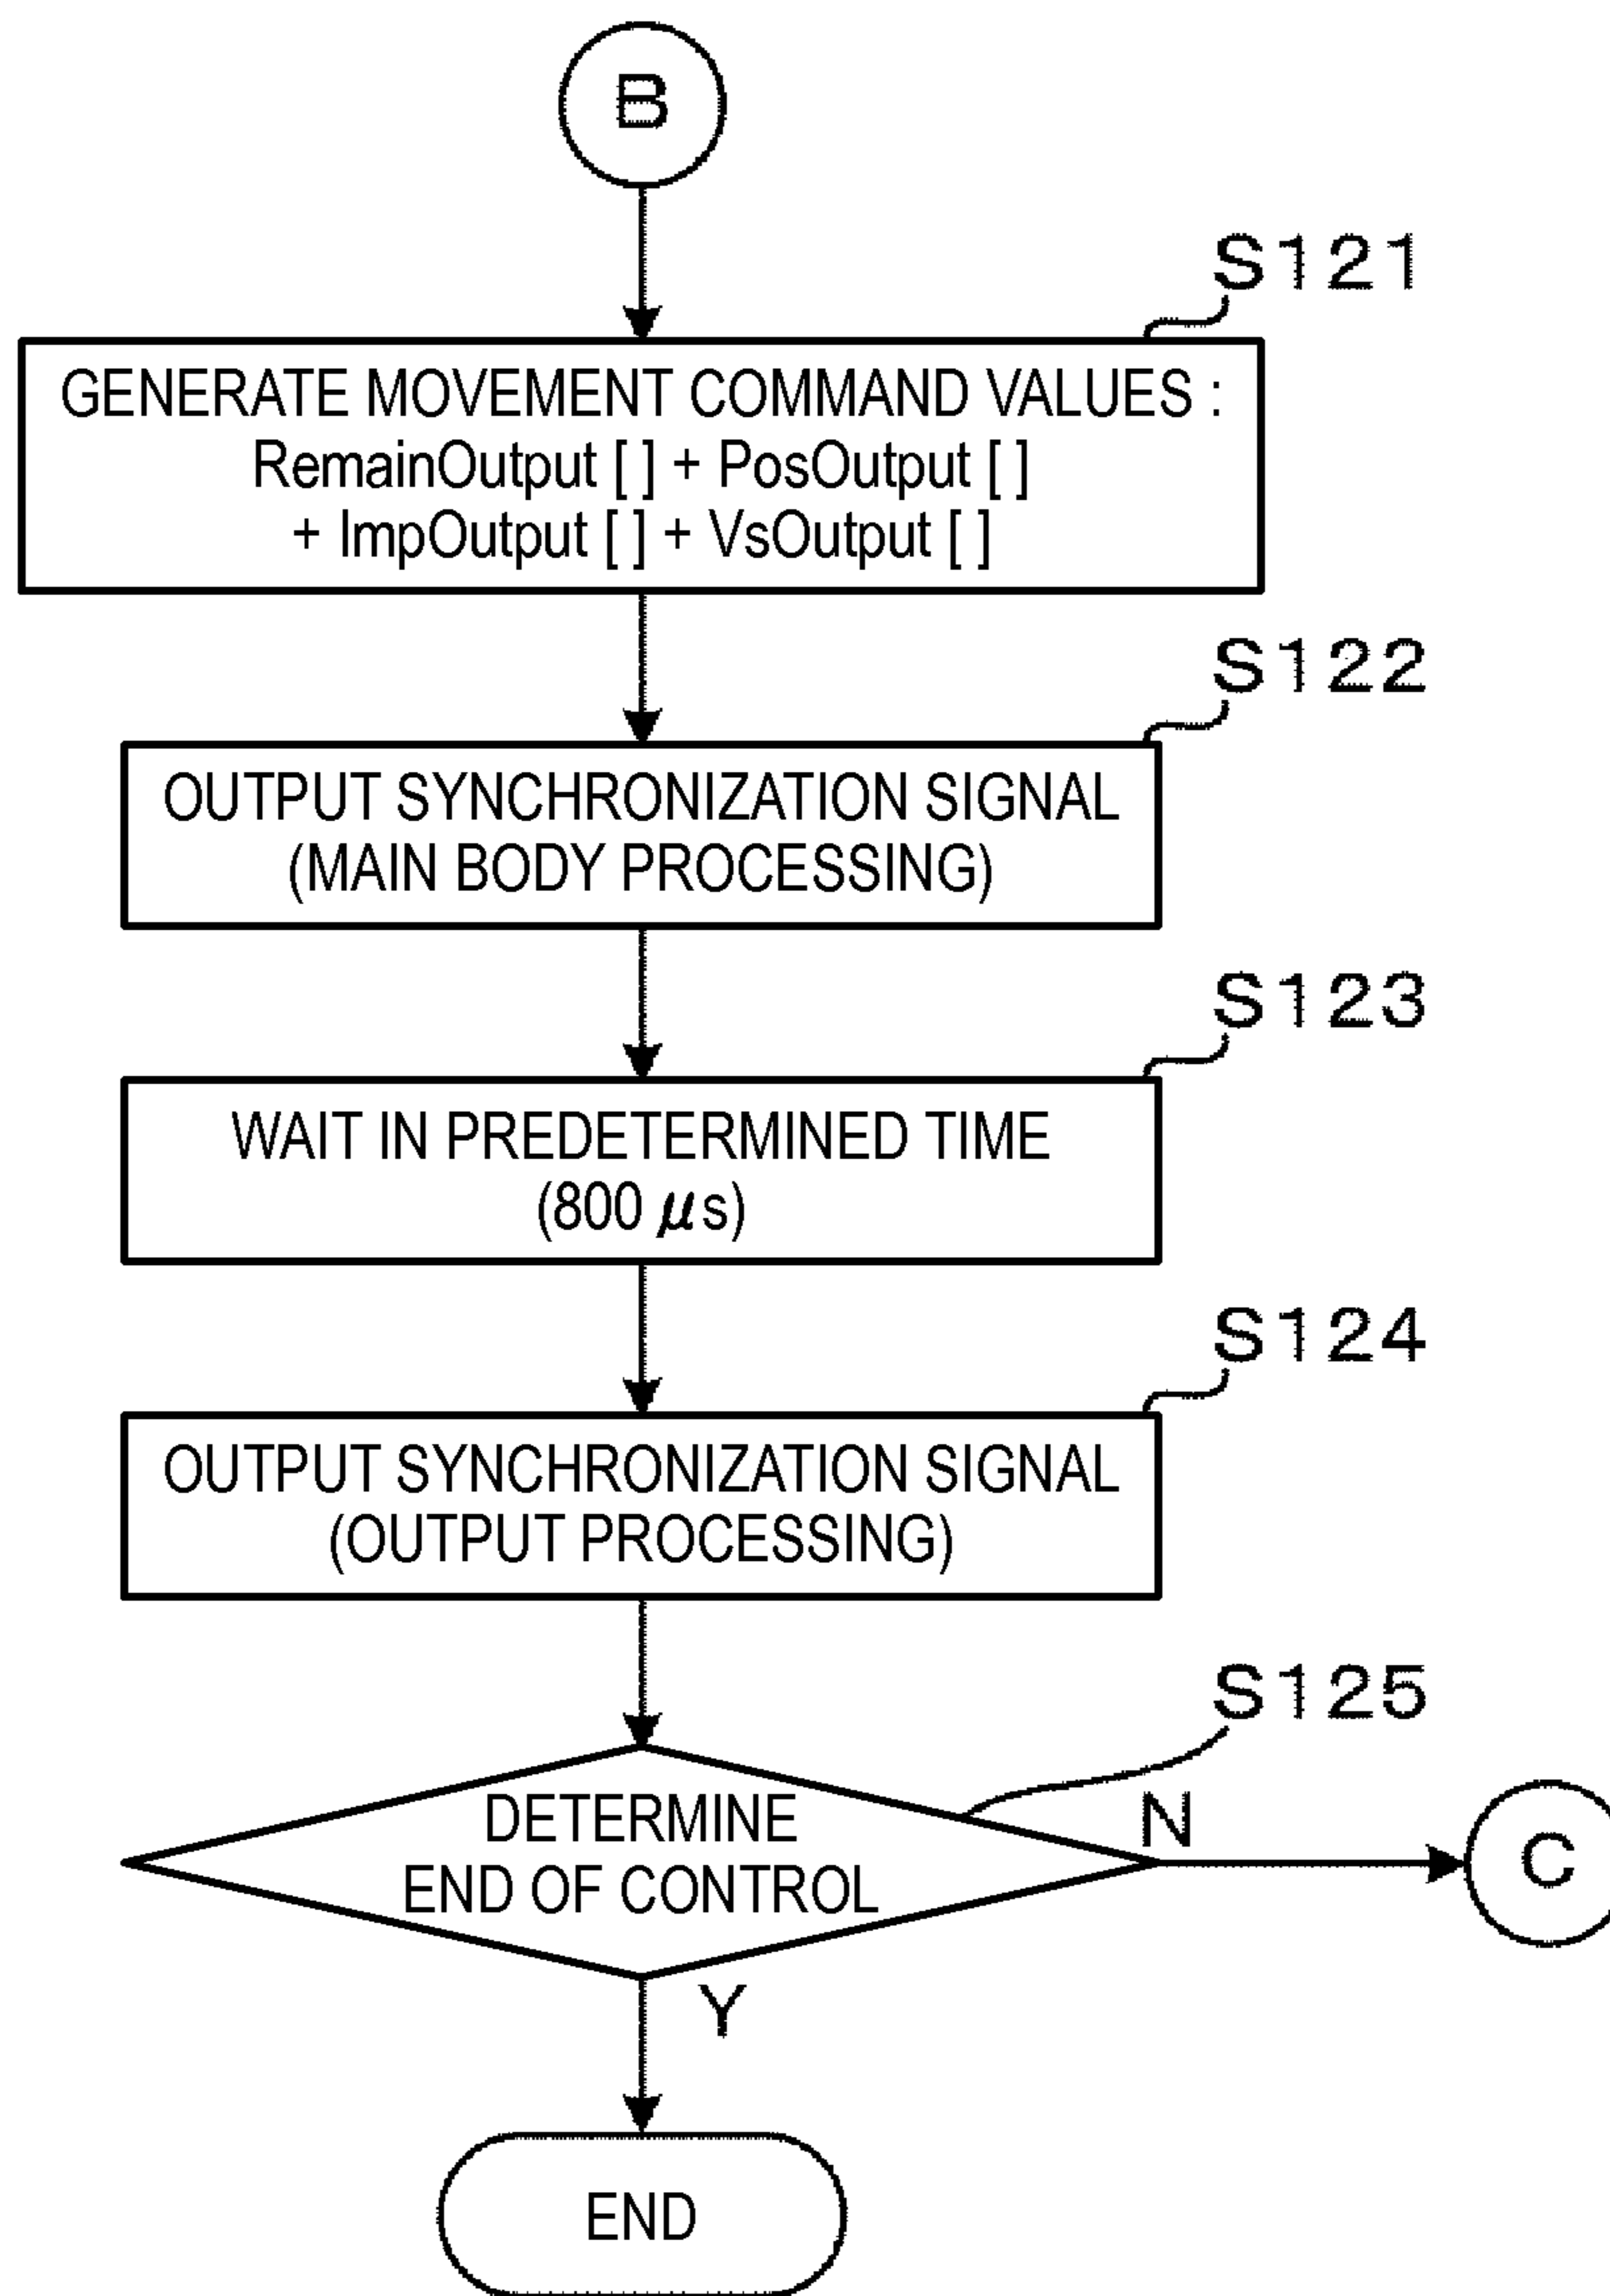 B
S121
GENERATE MOVEMENT COMMAND VALUES :
RemainOutput [ ] + PosOutput [ ]
+ ImpOutput [ ] + VsOutput [ ]
S122
OUTPUT SYNCHRONIZATION SIGNAL
(MAIN BODY PROCESSING)
S123
WAIT IN PREDETERMINED TIME
(800 μs)
S124
OUTPUT SYNCHRONIZATION SIGNAL
(OUTPUT PROCESSING)
S125
DETERMINE
END OF CONTROL
N
C
Y
END